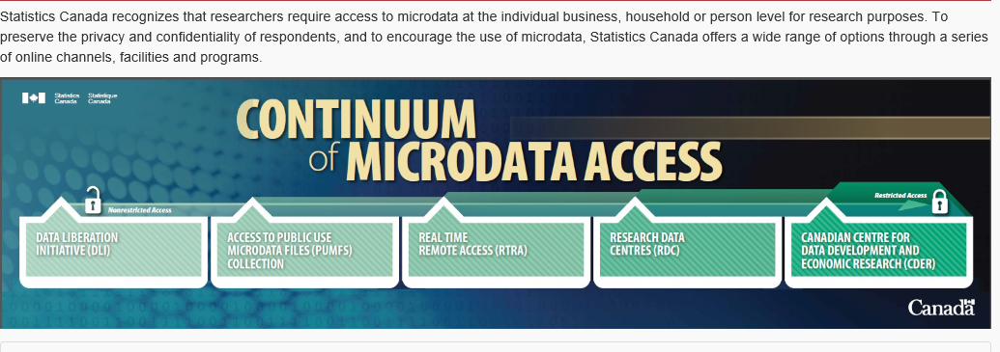 Statistics Canada recognizes that researchers require access to microdata at the individual business, household or person level for research purposes. To
preserve the privacy and confidentiality of respondents, and to encourage the use of microdata, Statistics Canada offers a wide range of options through a series
of online channels, facilities and programs.
Statistics Statistique
Canada Canada
CONTINUUM
of MICRODATA ACCESS
Nonrestricted Access
Restricted Access
DATA LIBERATION
INITIATIVE (DLI)
ACCESS TO PUBLIC USE
MICRODATA FILES (PUMFS)
COLLECTION
REAL TIME
REMOTE ACCESS (RTRA)
RESEARCH DATA
CENTRES (RDC)
CANADIAN CENTRE FOR
DATA DEVELOPMENT AND
ECONOMIC RESEARCH (CDER)
Canada